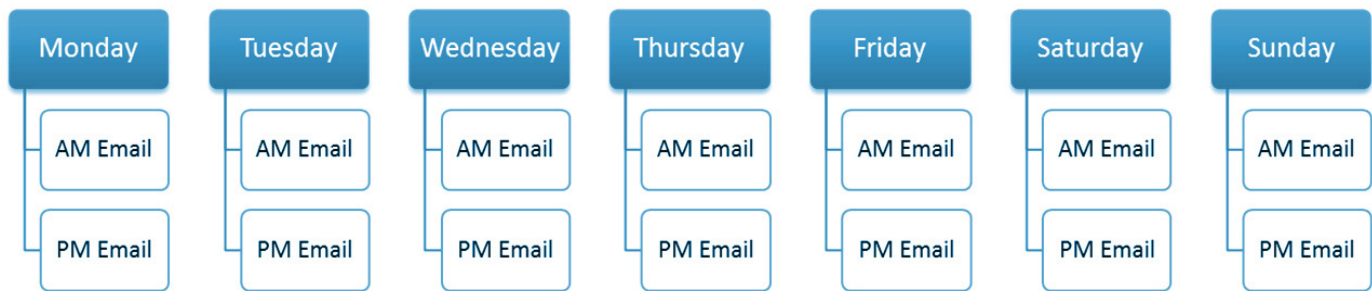 Monday
Tuesday
Wednesday
Thursday
Friday
Saturday
Sunday
AM Email
AM Email
AM Email
AM Email
AM Email
AM Email
AM Email
PM Email
PM Email
PM Email
PM Email
PM Email
PM Email
PM Email